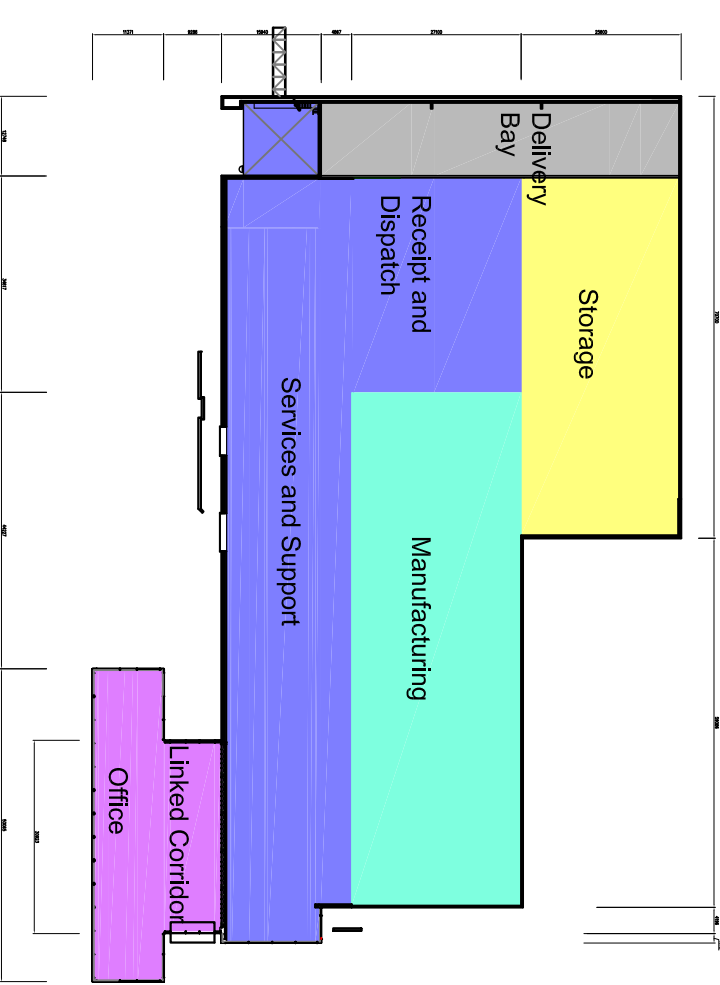 Delivery
Bay
Receipt and
Dispatch
Storage
Services and Support
Manufacturing
Linked Corridor
Office